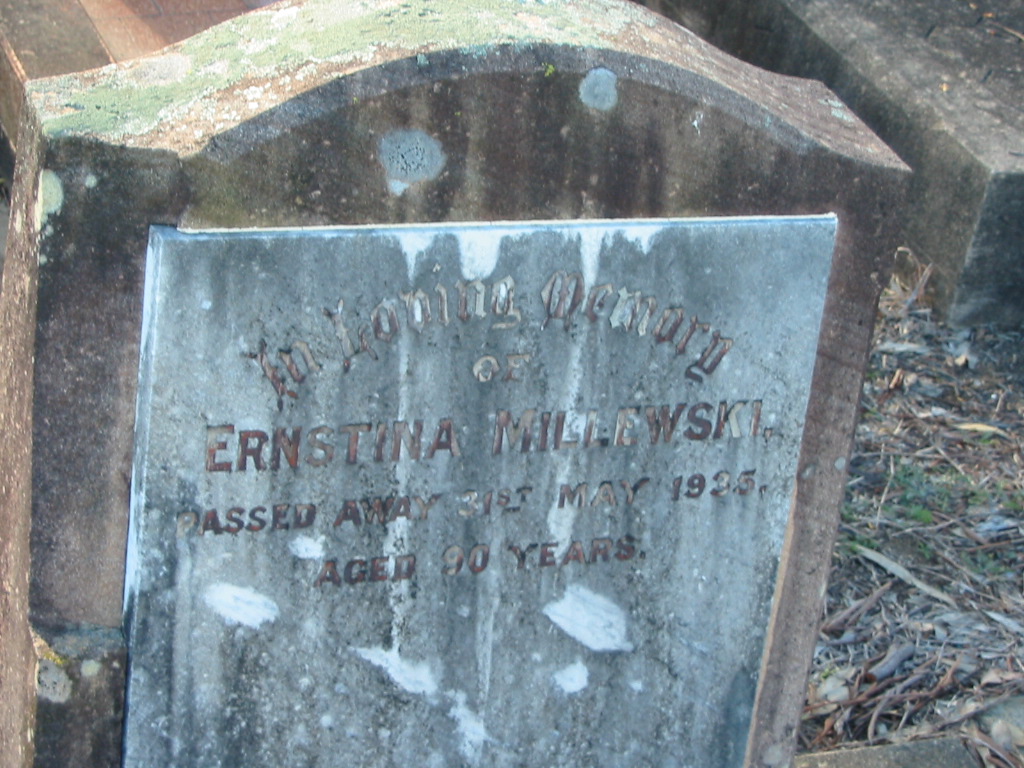 In Loving Memory
OF
ERNSTINA MILLEWSKI,
PASSED AWAY 31ST MAY 1935,
AGED 90 YEARS.